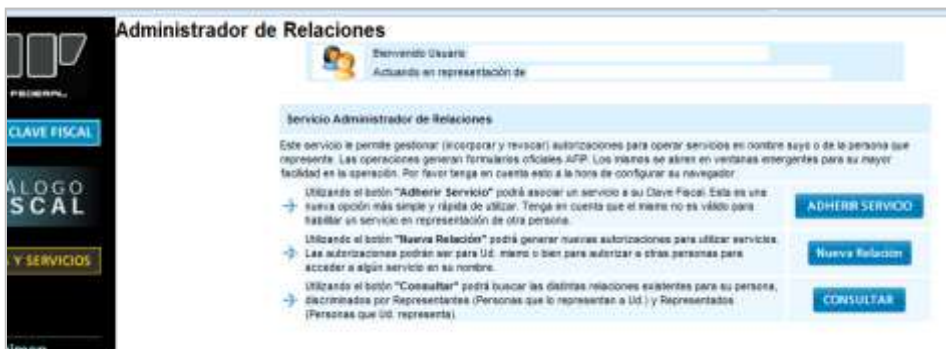 Administrador de Relaciones
Bienvenido Usuario
Actuando en representación de
FEDERAL
CLAVE FISCAL
Servicio Administrador de Relaciones
Este servicio le permite gestionar (incorporar y revocar) autorizaciones para operar servicios en nombre suyo o de la persona que
represente. Las operaciones generan formularios oficiales AFIP. Los mismos se abren en ventanas emergentes para su mayor
facilidad en la operación. Por favor tenga en cuenta esto a la hora de configurar su navegador
ÁLOGO
SCAL
Utilizando el botón "Adherir Servicio" podrá asociar un servicio a su Clave Fiscal. Esta es una
nueva opción más simple y rápida de utilizar. Tenga en cuenta que el mismo no es válido para
habilitar un servicio en representación de otra persona.
ADHERIR SERVICIO
Y SERVICIOS
Utilizando el botón "Nueva Relación" podrá generar nuevas autorizaciones para utilizar servicios.
Las autorizaciones podrán ser para Ud. mismo o bien para autorizar a otras personas para
acceder a algún servicio en su nombre.
Nueva Relación
Utilizando el botón "Consultar" podrá buscar las distintas relaciones existentes para su persona,
discriminados por Representantes (Personas que lo representan a Ud.) y Representados
(Personas que Ud. representa).
CONSULTAR